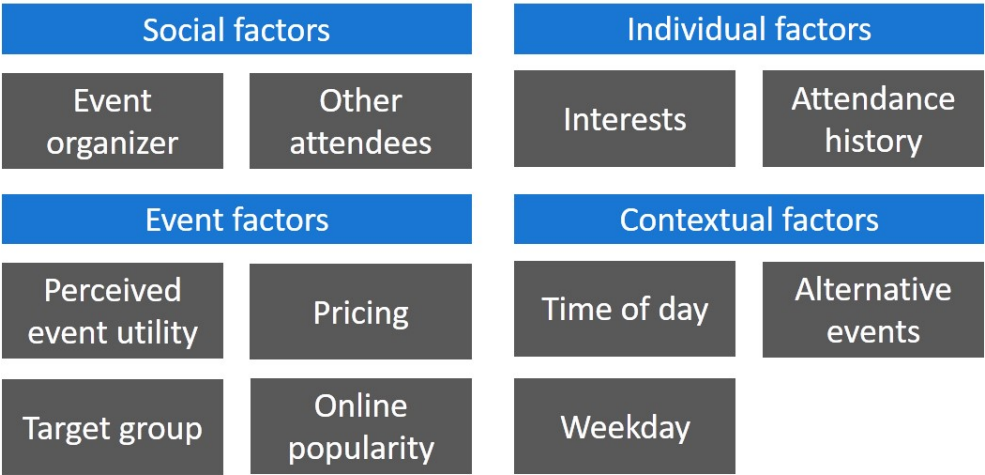 Social factors
Event
organizer
Other
attendees
Individual factors
Interests
Attendance
history
Event factors
Perceived
event utility
Pricing
Target group
Online
popularity
Contextual factors
Time of day
Alternative
events
Weekday